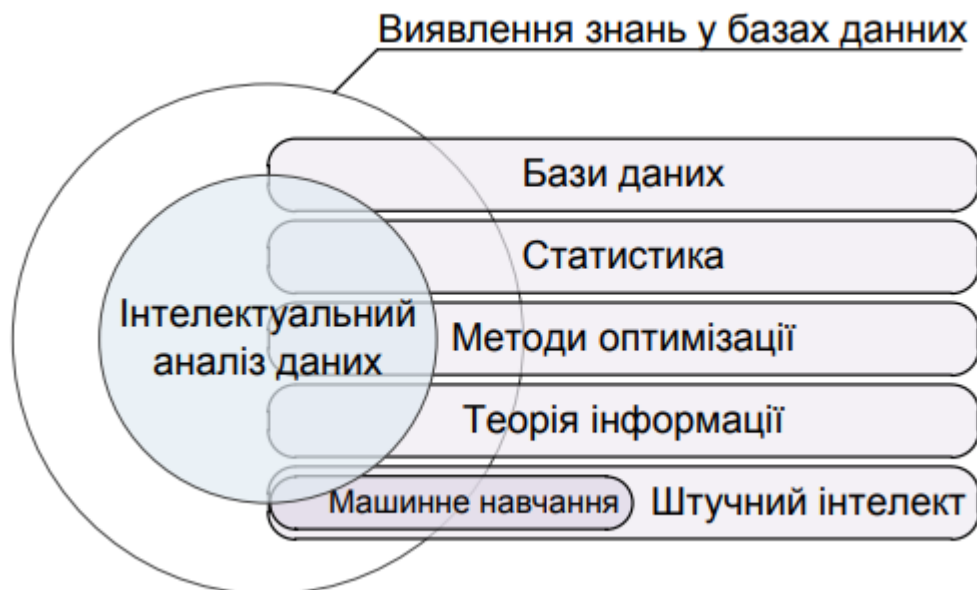 Виявлення знань у базах данних
Бази даних
Статистика
Інтелектуальний
аналіз даних
Методи оптимізації
Теорія інформації
Машинне навчання
Штучний інтелект